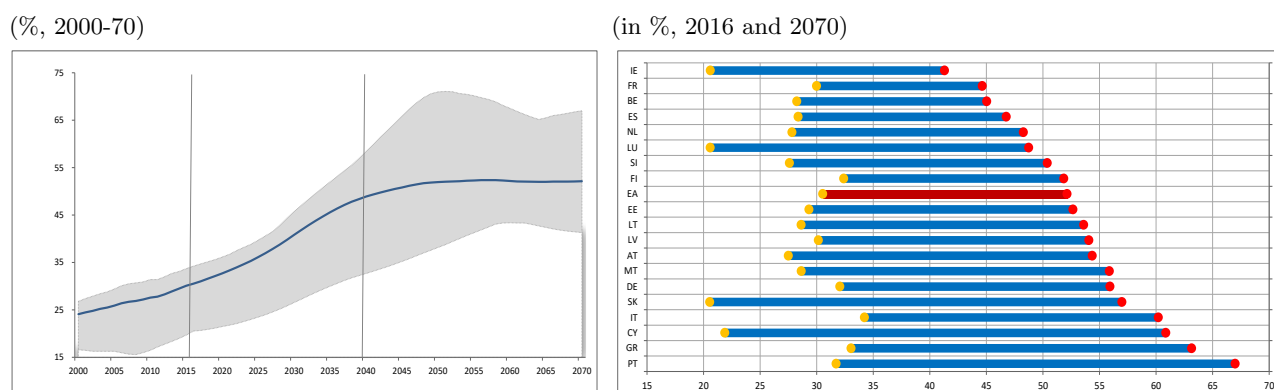 (%, 2000-70)
75
65
55
45
35
25
15
2000 2005 2010 2015 2020 2025 2030 2035 2040 2045 2050 2055 2060 2065 2070
(in %, 2016 and 2070)
IE
FR
BE
ES
NL
LU
SI
FI
EA
EE
LT
LV
AT
MT
DE
SK
IT
CY
GR
PT
15 20 25 30 35 40 45 50 55 60 65 70